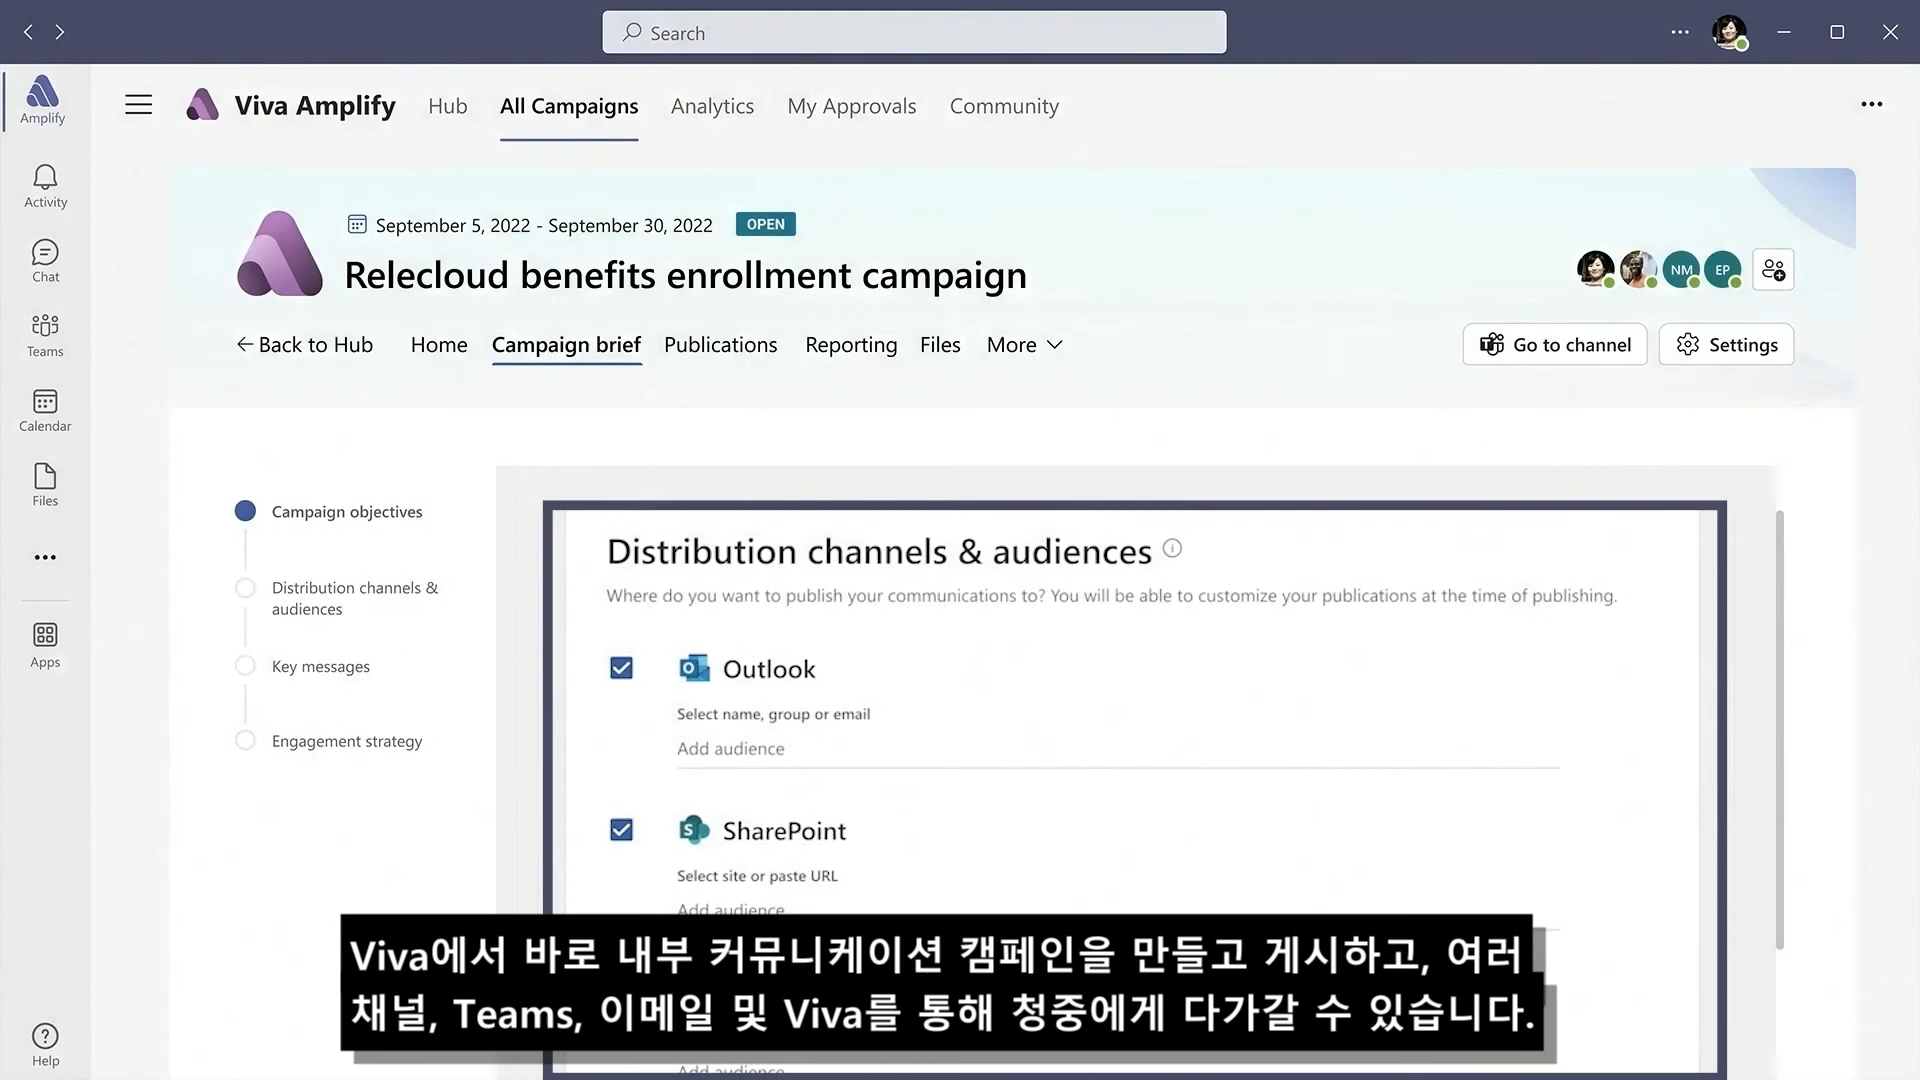 Search
Amplify
Viva Amplify
Hub
All Campaigns
Analytics
My Approvals
Community
Activity
Chat
Teams
Calendar
Files
Apps
Help
September 5, 2022 - September 30, 2022
OPEN
Relecloud benefits enrollment campaign
NM
EP
Back to Hub
Home
Campaign brief
Publications
Reporting
Files
More
Go to channel
Settings
Campaign objectives
Distribution channels &
audiences
Key messages
Engagement strategy
Distribution channels & audiences
Where do you want to publish your communications to? You will be able to customize your publications at the time of publishing.
Outlook
Select name, group or email
Add audience
SharePoint
Select site or paste URL
Add audience
Viva에서 바로 내부 커뮤니케이션 캠페인을 만들고 게시하고, 여러
채널, Teams, 이메일 및 Viva를 통해 청중에게 다가갈 수 있습니다.
Add audience